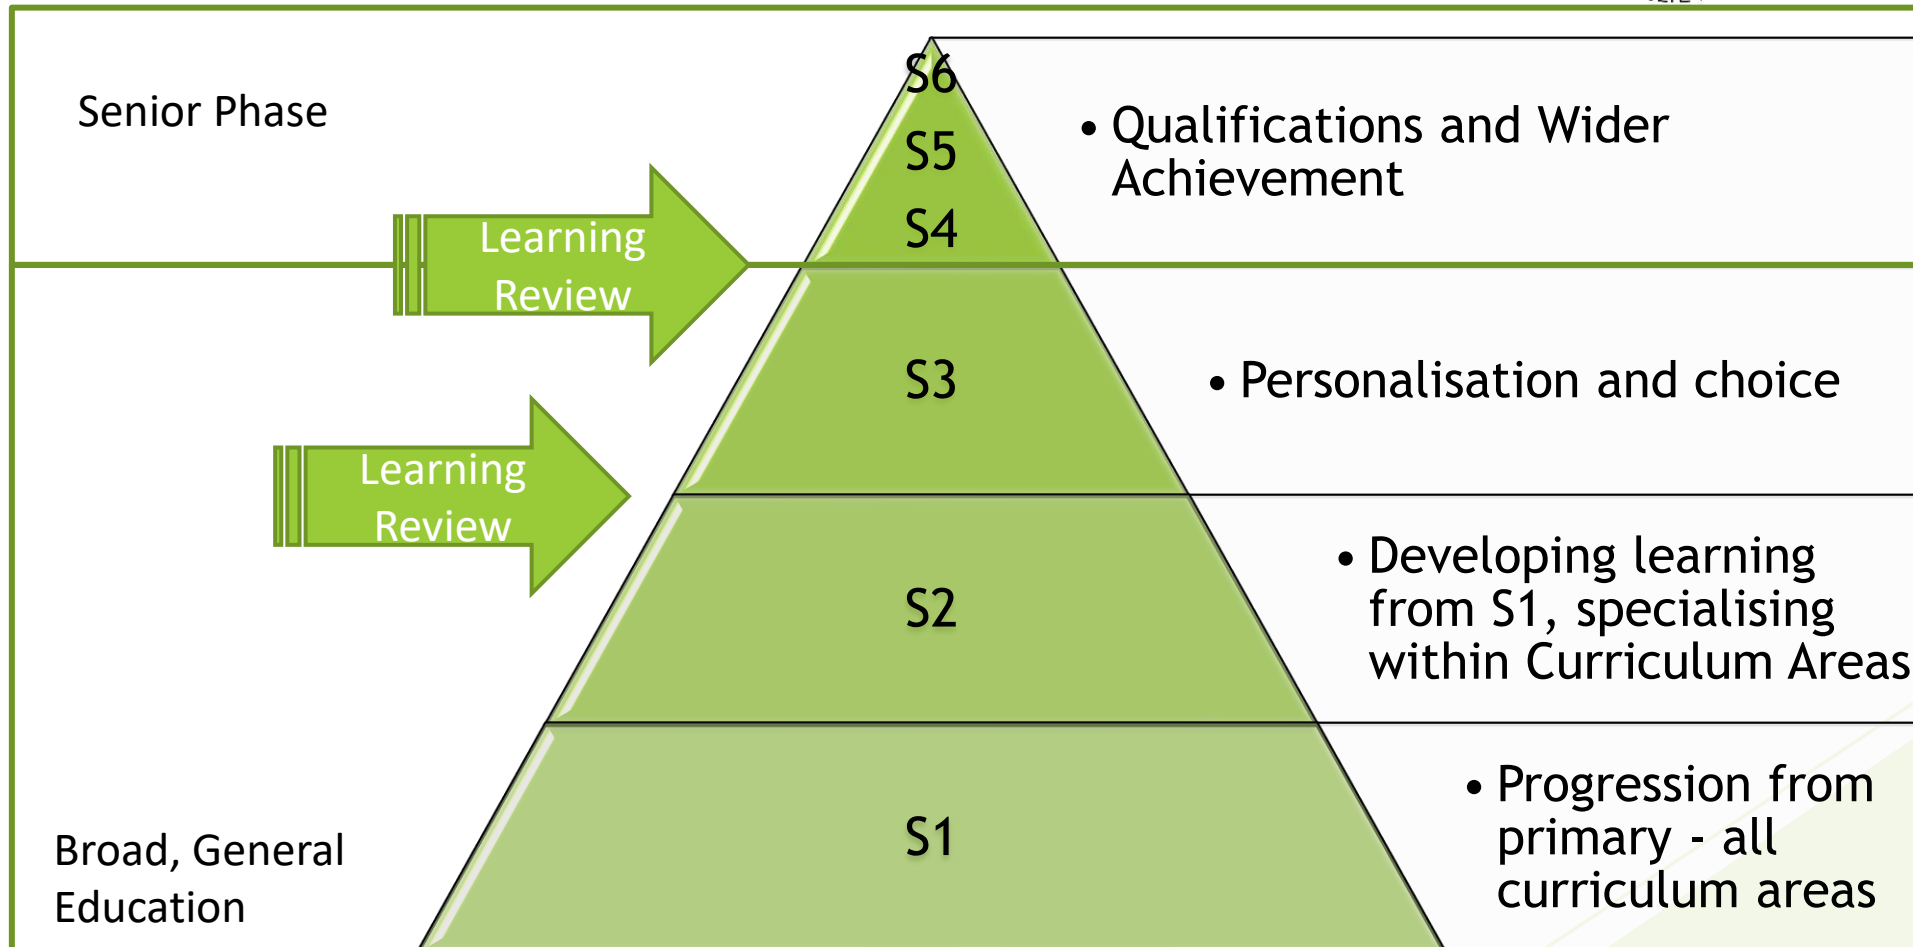 Senior Phase
S6
S5
S4
• Qualifications and Wider
Achievement
Learning
Review
S3
• Personalisation and choice
Learning
Review
S2
• Developing learning
from S1, specialising
within Curriculum Areas
S1
• Progression from
primary - all
curriculum areas
Broad, General
Education